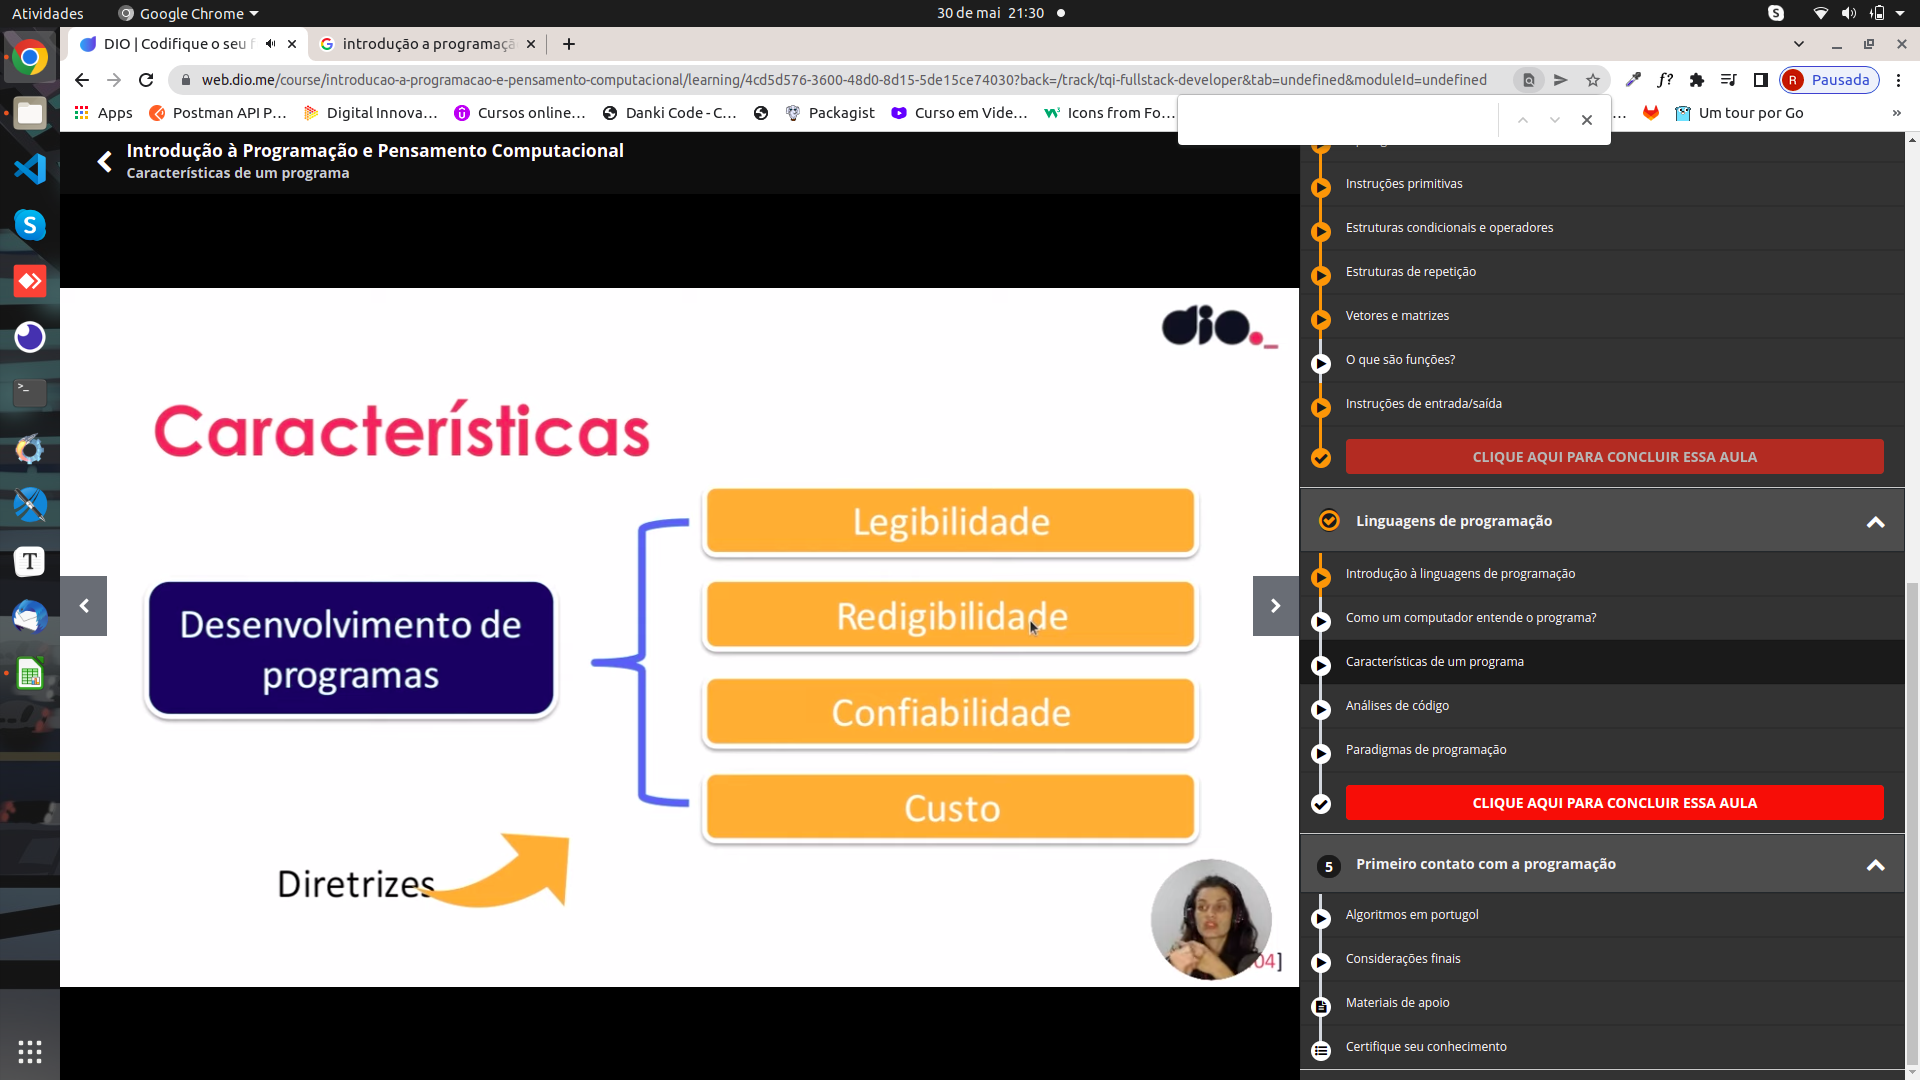 Atividades
Google Chrome
30 de mai 21:30
DIO | Codifique o seu f
introdução a programaçã
web.dio.me/course/introducao-a-programacao-e-pensamento-computacional/learning/4cd5d576-3600-48d0-8d15-5de15ce74030?back=/track/tqi-fullstack-developer&tab=undefined&moduleId=undefined
R Pausada
Apps
Postman API P…
Digital Innova…
Cursos online…
Danki Code - C…
Packagist
Curso em Vide…
Icons from Fo…
Um tour por Go
Introdução à Programação e Pensamento Computacional
Características de um programa
dio._
Características
Desenvolvimento de
programas
Legibilidade
Redigibilidade
Confiabilidade
Custo
Diretrizes
04]
Instruções primitivas
Estruturas condicionais e operadores
Estruturas de repetição
Vetores e matrizes
O que são funções?
Instruções de entrada/saída
CLIQUE AQUI PARA CONCLUIR ESSA AULA
Linguagens de programação
Introdução à linguagens de programação
Como um computador entende o programa?
Características de um programa
Análises de código
Paradigmas de programação
CLIQUE AQUI PARA CONCLUIR ESSA AULA
5 Primeiro contato com a programação
Algoritmos em portugol
Considerações finais
Materiais de apoio
Certifique seu conhecimento